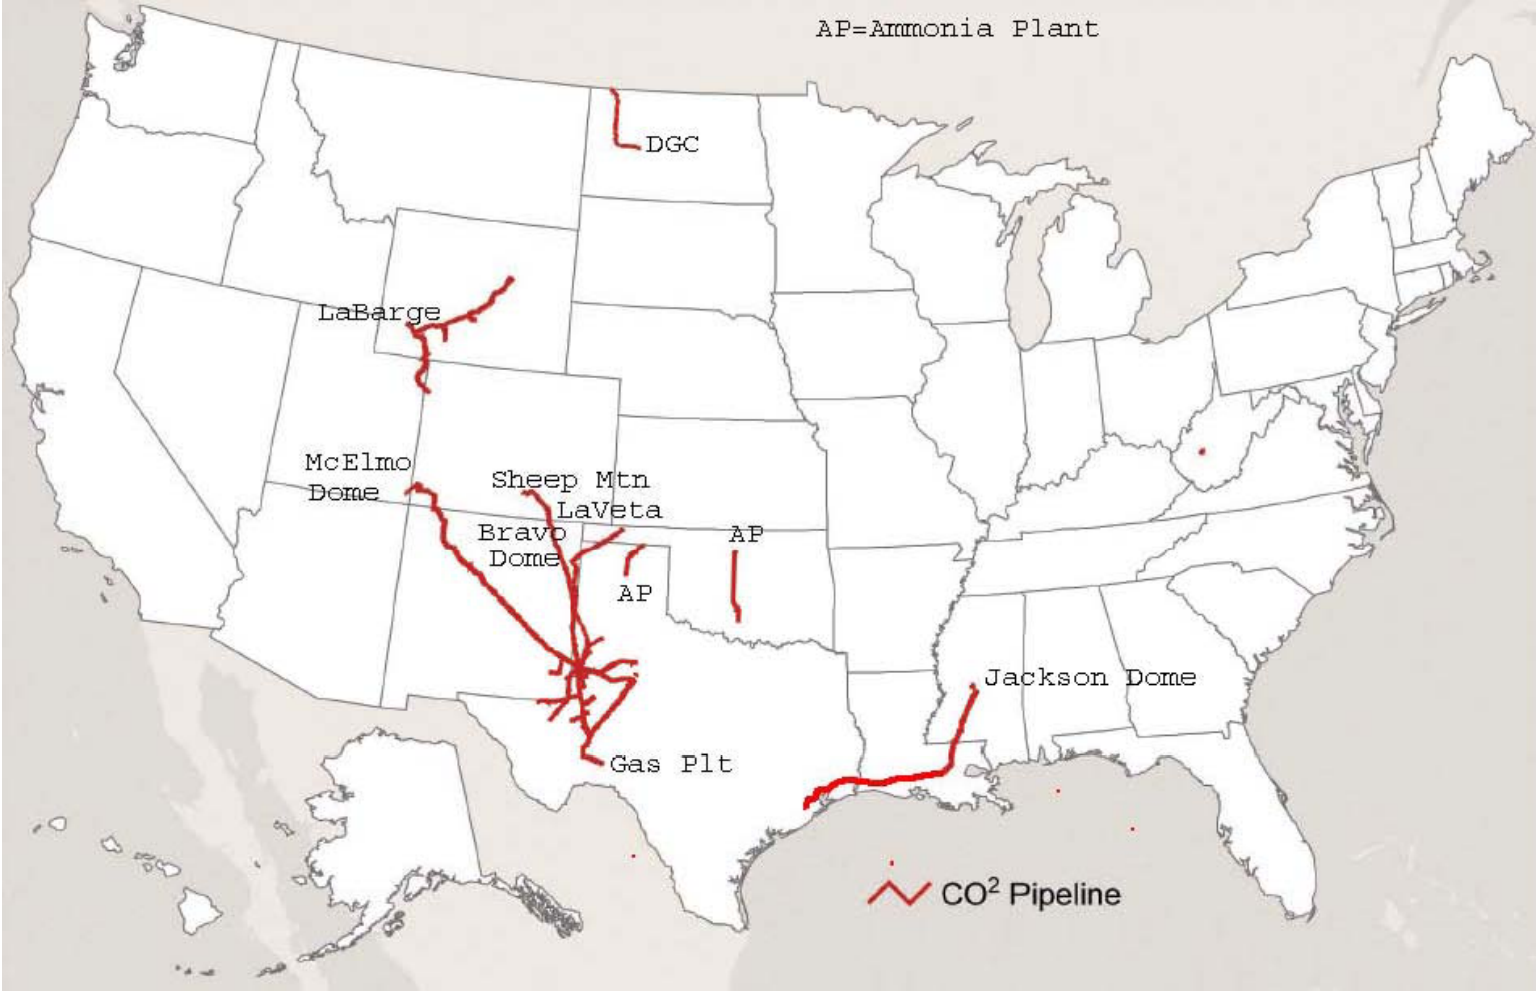 AP=Ammonia Plant
DGC
LaBarge
McElmo
Dome
Sheep Mtn
LaVeta
Bravo
Dome
AP
AP
Jackson Dome
Gas Plt
CO² Pipeline